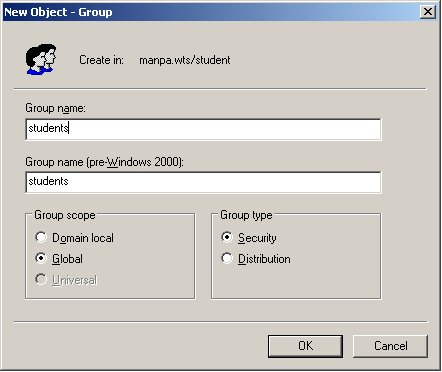 New Object - Group
Create in: manpa.wts/student
Group name:
students
Group name (pre-Windows 2000):
students
Group scope
Domain local
Global
Universal
Group type
Security
Distribution
OK
Cancel